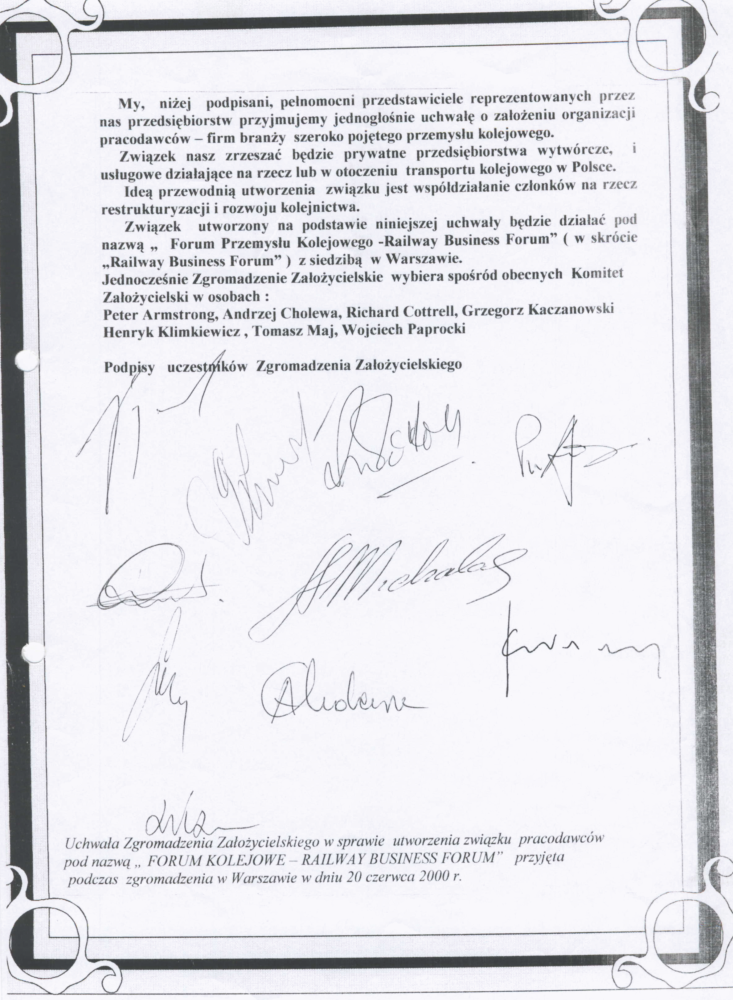 My, niżej podpisani, pełnomocni przedstawiciele reprezentowanych przez
nas przedsiębiorstw przyjmujemy jednogłośnie uchwałę o założeniu organizacji
pracodawców – firm branży szeroko pojętego przemysłu kolejowego.
Związek nasz zrzeszać będzie prywatne przedsiębiorstwa wytwórcze, i
usługowe działające na rzecz lub w otoczeniu transportu kolejowego w Polsce.
Ideą przewodnią utworzenia związku jest współdziałanie członków na rzecz
restrukturyzacji i rozwoju kolejnictwa.
Związek utworzony na podstawie niniejszej uchwały będzie działać pod
nazwą „ Forum Przemysłu Kolejowego -Railway Business Forum” ( w skrócie
„Railway Business Forum” ) z siedzibą w Warszawie.
Jednocześnie Zgromadzenie Założycielskie wybiera spośród obecnych Komitet
Założycielski w osobach :
Peter Armstrong, Andrzej Cholewa, Richard Cottrell, Grzegorz Kaczanowski
Henryk Klimkiewicz , Tomasz Maj, Wojciech Paprocki
Podpisy uczestników Zgromadzenia Założycielskiego
Uchwała Zgromadzenia Założycielskiego w sprawie utworzenia związku pracodawców
pod nazwą „ FORUM KOLEJOWE – RAILWAY BUSINESS FORUM” przyjęta
podczas zgromadzenia w Warszawie w dniu 20 czerwca 2000 r.